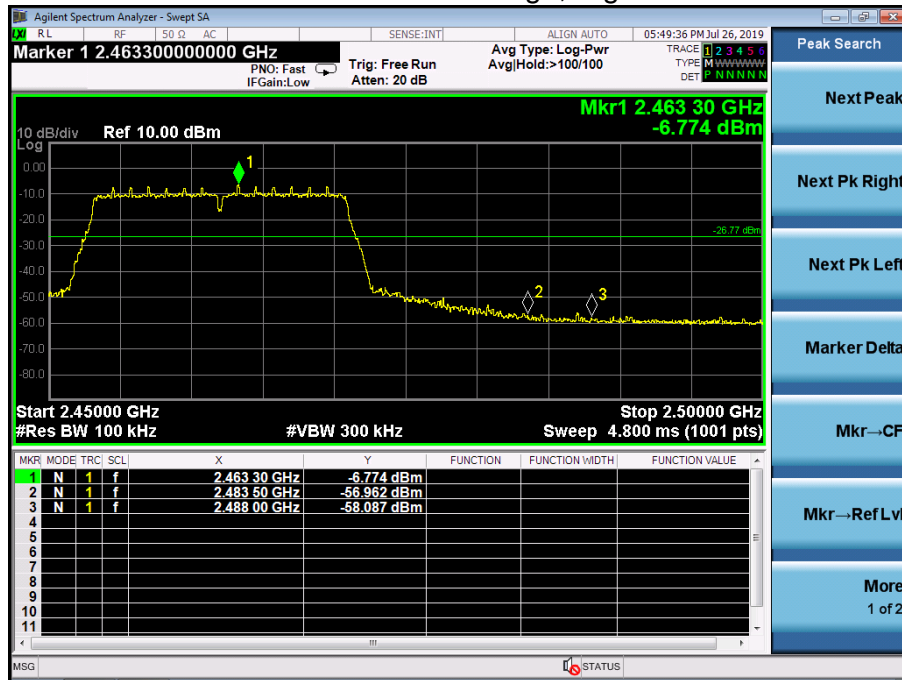 Agilent Spectrum Analyzer - Swept SA
LXI RL RF 50 Ω AC SENSE:INT ALIGN AUTO 05:49:36 PM Jul 26, 2019
Marker 1 2.463300000000 GHz
PNO: Fast
IFGain:Low
Trig: Free Run
Atten: 20 dB
Avg Type: Log-Pwr
Avg|Hold:>100/100
TRACE 1 2 3 4 5 6
TYPE M W W W W W
DET P N N N N N
Mkr1 2.463 30 GHz
-6.774 dBm
10 dB/div Ref 10.00 dBm
Log
0.00
-10.0
-20.0
-30.0
-40.0
-50.0
-60.0
-70.0
-80.0
1
-26.77 dBm
2
3
Start 2.45000 GHz Stop 2.50000 GHz
#Res BW 100 kHz #VBW 300 kHz Sweep 4.800 ms (1001 pts)
MKR MODE TRC SCL X Y FUNCTION FUNCTION WIDTH FUNCTION VALUE
1 N 1 f 2.463 30 GHz -6.774 dBm
2 N 1 f 2.483 50 GHz -56.962 dBm
3 N 1 f 2.488 00 GHz -58.087 dBm
4
5
6
7
8
9
10
11
MSG STATUS
Peak Search
Next Peak
Next Pk Right
Next Pk Left
Marker Delta
Mkr→CF
Mkr→Ref Lvl
More
1 of 2